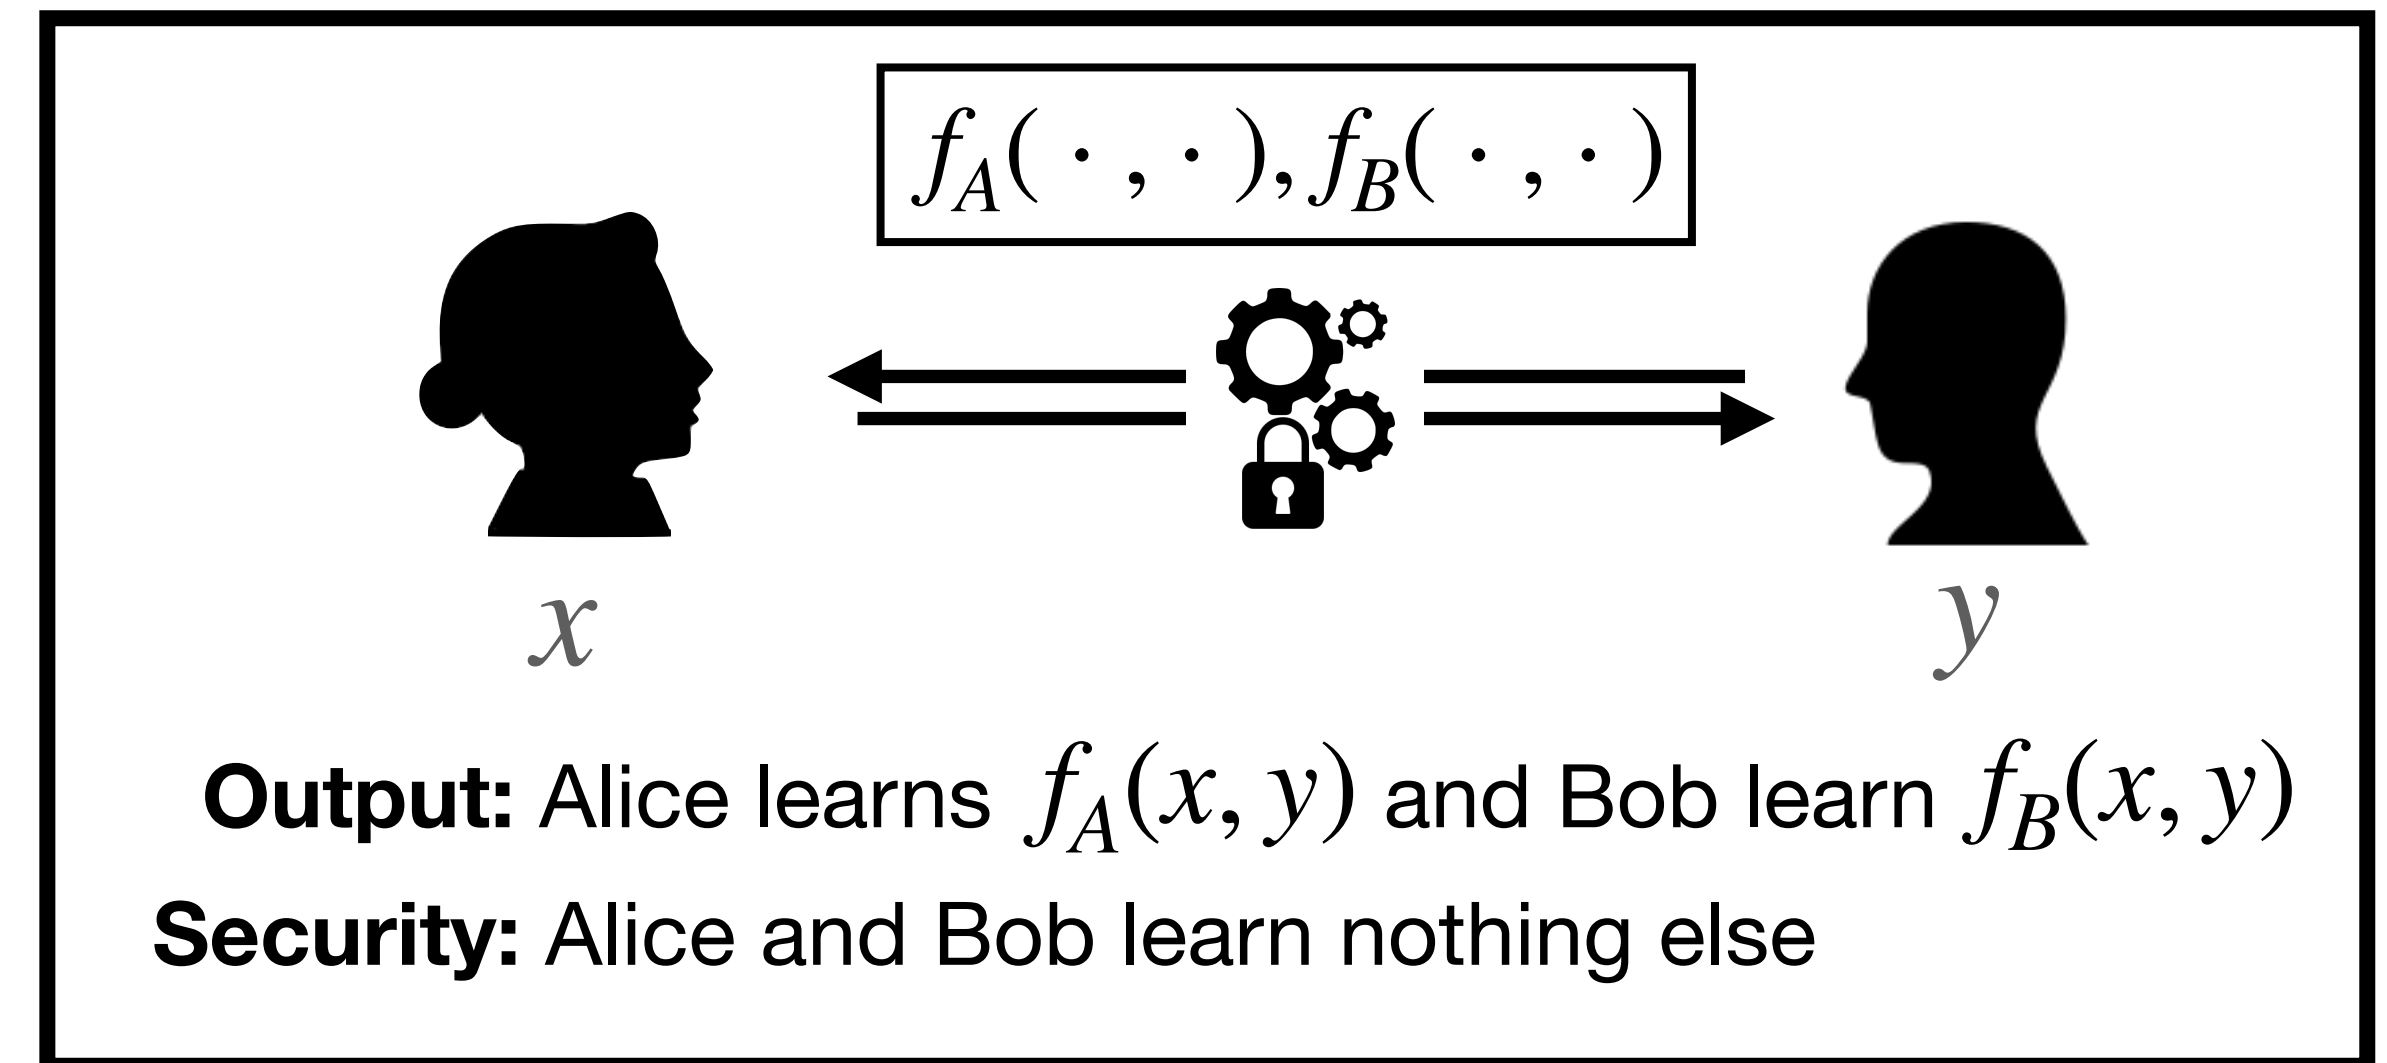 f_A( · , · ), f_B( · , · )
x
y
Output: Alice learns f_A(x, y) and Bob learn f_B(x, y)
Security: Alice and Bob learn nothing else